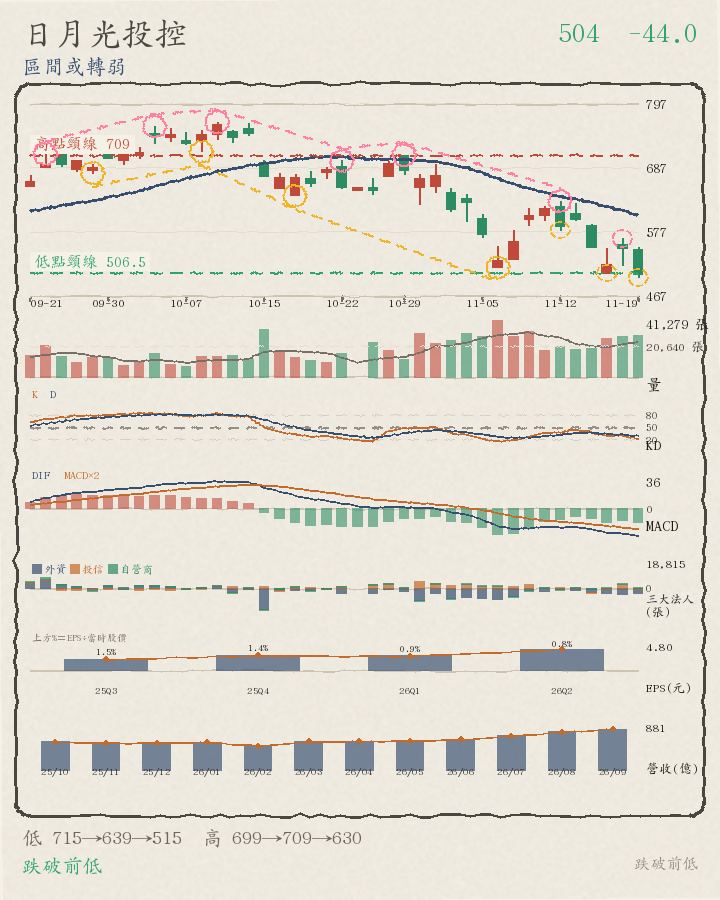 日月光投控
504 -44.0
區間或轉弱
797
高點頸線 709
687
577
低點頸線 506.5
467
09-21 09-30 10-07 10-15 10-22 10-29 11-05 11-12 11-19
41,279 張
20,640 張
量
K D
80
50
20
KD
DIF MACD×2
36
0
MACD
18,815
外資 投信 自營商
0
三大法人
(張)
上方%=EPS÷當時股價
1.5% 1.4% 0.9% 0.8%
4.80
25Q3 25Q4 26Q1 26Q2
EPS(元)
881
25/10 25/11 25/12 26/01 26/02 26/03 26/04 26/05 26/06 26/07 26/08 26/09
營收(億)
低 715→639→515 高 699→709→630
跌破前低
跌破前低